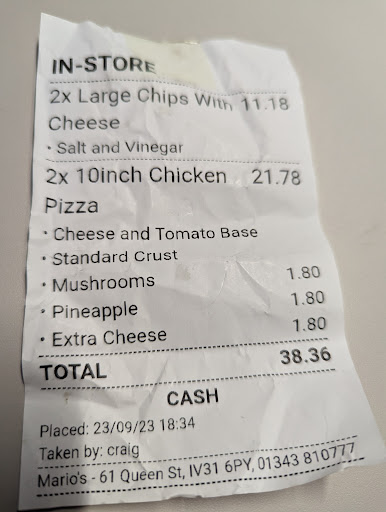 IN-STORE
2x Large Chips With 11.18
Cheese
• Salt and Vinegar
2x 10inch Chicken 21.78
Pizza
• Cheese and Tomato Base
• Standard Crust
• Mushrooms 1.80
• Pineapple 1.80
• Extra Cheese 1.80
TOTAL 38.36
CASH
Placed: 23/09/23 18:34
Taken by: craig
Mario's - 61 Queen St, IV31 6PY, 01343 810777